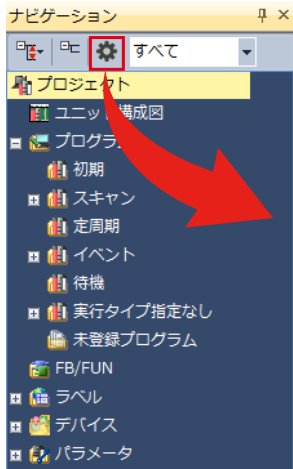 ナビゲーション
すべて
プロジェクト
ユニット構成図
プログラ
初期
スキャン
定周期
イベント
待機
実行タイプ指定なし
未登録プログラム
FB/FUN
ラベル
デバイス
パラメータ